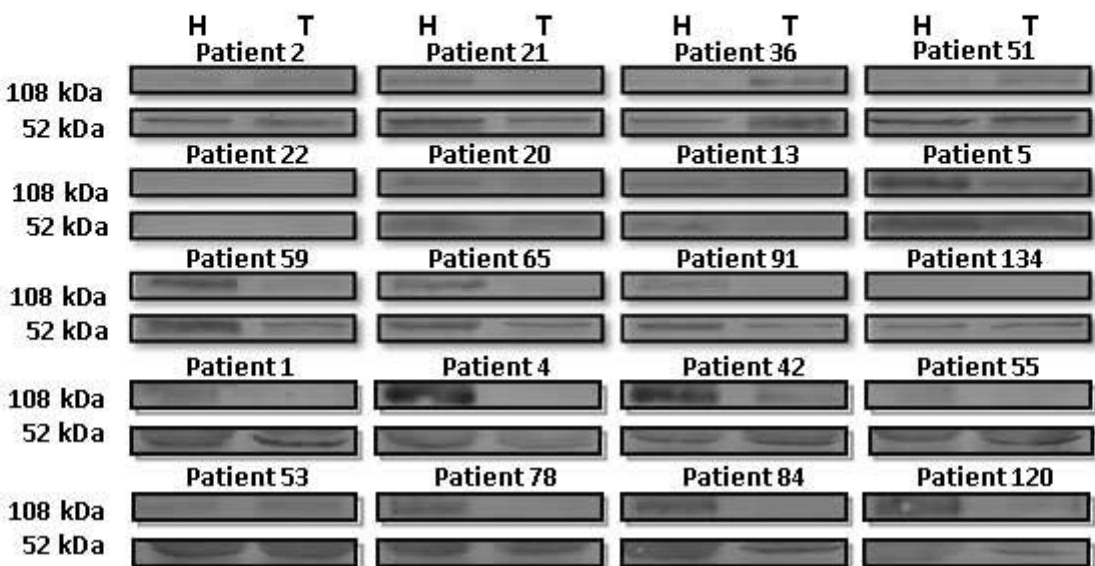 H T H T H T H T
Patient 2 Patient 21 Patient 36 Patient 51
108 kDa
52 kDa
Patient 22 Patient 20 Patient 13 Patient 5
108 kDa
52 kDa
Patient 59 Patient 65 Patient 91 Patient 134
108 kDa
52 kDa
Patient 1 Patient 4 Patient 42 Patient 55
108 kDa
52 kDa
Patient 53 Patient 78 Patient 84 Patient 120
108 kDa
52 kDa